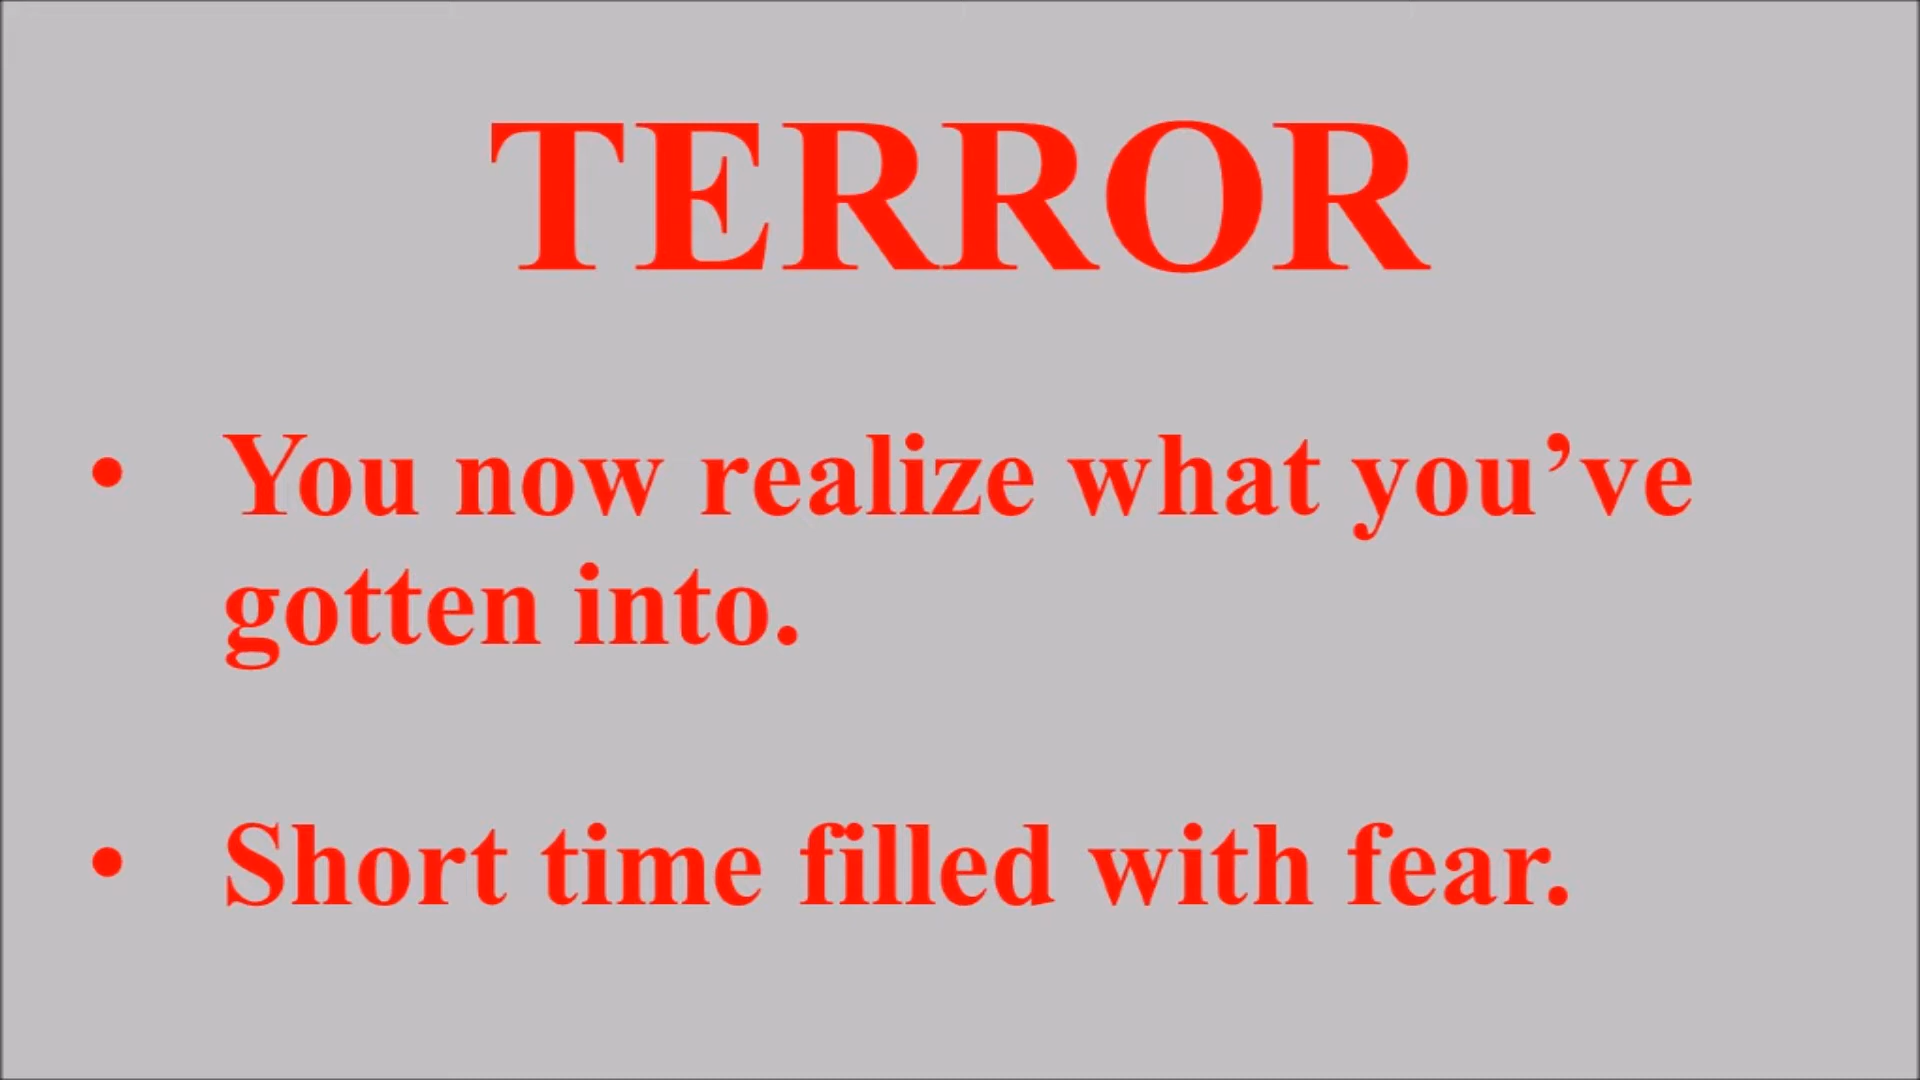 TERROR
• You now realize what you’ve
gotten into.
• Short time filled with fear.